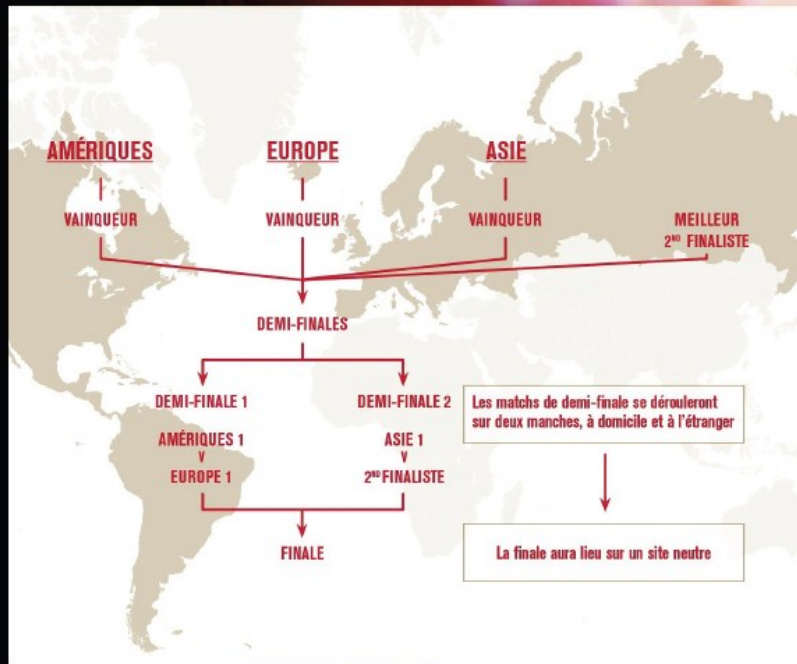 AMÉRIQUES
EUROPE
ASIE
VAINQUEUR
VAINQUEUR
VAINQUEUR
MEILLEUR
2ND FINALISTE
DEMI-FINALES
DEMI-FINALE 1
DEMI-FINALE 2
AMÉRIQUES 1
V
EUROPE 1
ASIE 1
V
2ND FINALISTE
Les matchs de demi-finale se dérouleront
sur deux manches, à domicile et à l'étranger
FINALE
La finale aura lieu sur un site neutre